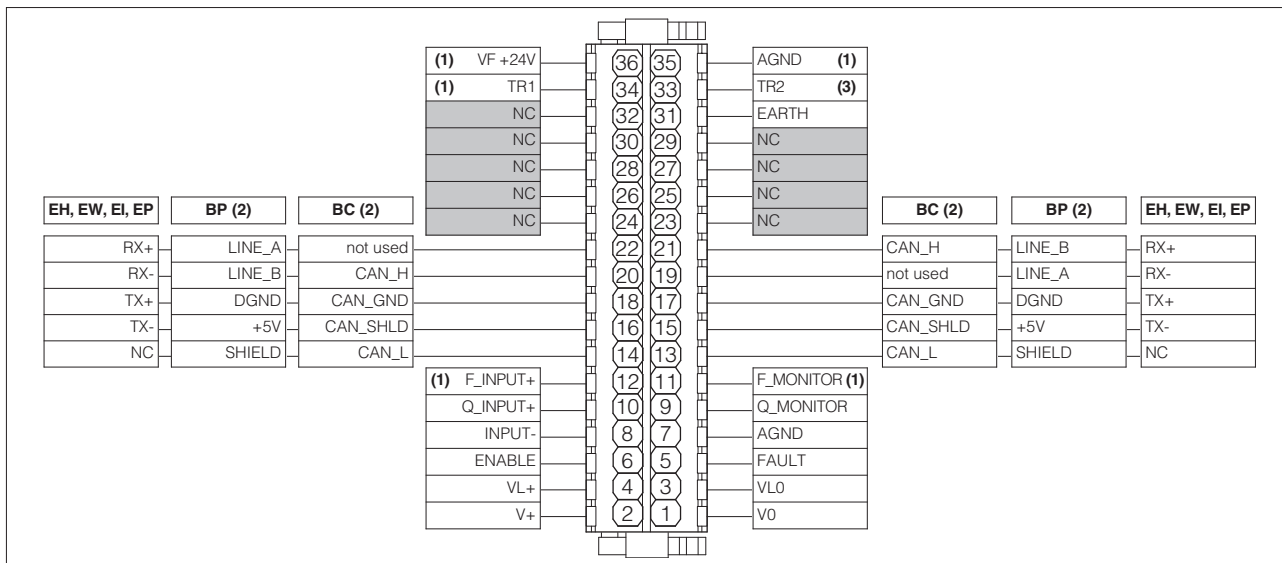 (1) VF +24V 36 35 AGND (1)
(1) TR1 34 33 TR2 (3)
NC 32 31 EARTH
NC 30 29 NC
NC 28 27 NC
NC 26 25 NC
NC 24 23 NC
EH, EW, EI, EP BP (2) BC (2) BC (2) BP (2) EH, EW, EI, EP
RX+ LINE_A not used 22 21 CAN_H LINE_B RX+
RX- LINE_B CAN_H 20 19 not used LINE_A RX-
TX+ DGND CAN_GND 18 17 CAN_GND DGND TX+
TX- +5V CAN_SHLD 16 15 CAN_SHLD +5V TX-
NC SHIELD CAN_L 14 13 CAN_L SHIELD NC
(1) F_INPUT+ 12 11 F_MONITOR (1)
Q_INPUT+ 10 9 Q_MONITOR
INPUT- 8 7 AGND
ENABLE 6 5 FAULT
VL+ 4 3 VL0
V+ 2 1 V0